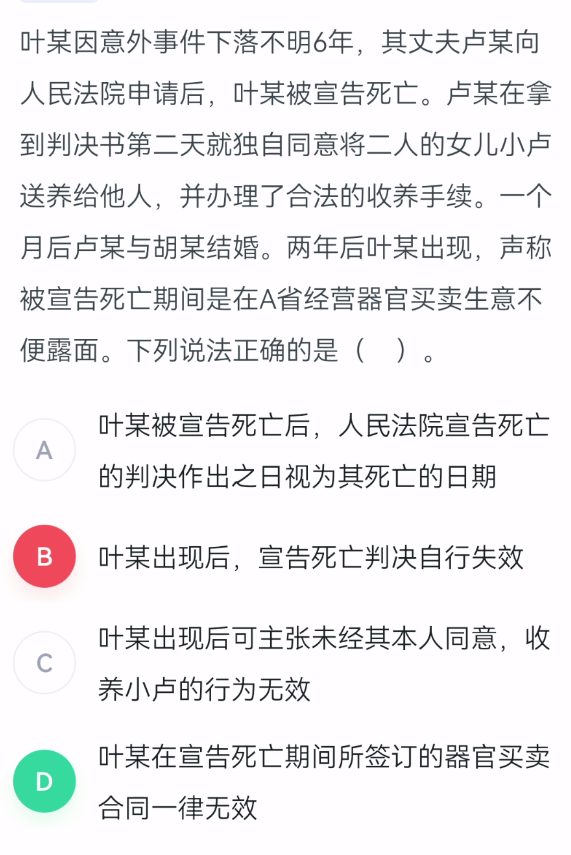 叶某因意外事件下落不明6年，其丈夫卢某向
人民法院申请后，叶某被宣告死亡。卢某在拿
到判决书第二天就独自同意将二人的女儿小卢
送养给他人，并办理了合法的收养手续。一个
月后卢某与胡某结婚。两年后叶某出现，声称
被宣告死亡期间是在A省经营器官买卖生意不
便露面。下列说法正确的是（　）。
A
叶某被宣告死亡后，人民法院宣告死亡
的判决作出之日视为其死亡的日期
B
叶某出现后，宣告死亡判决自行失效
C
叶某出现后可主张未经其本人同意，收
养小卢的行为无效
D
叶某在宣告死亡期间所签订的器官买卖
合同一律无效